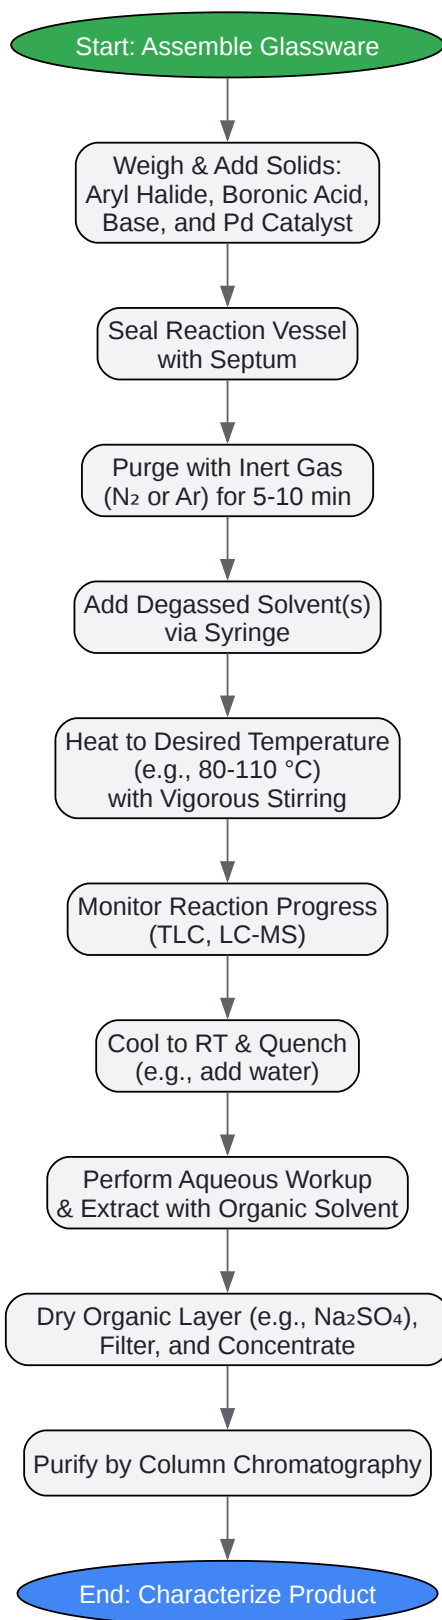 Start: Assemble Glassware
Weigh & Add Solids:
Aryl Halide, Boronic Acid,
Base, and Pd Catalyst
Seal Reaction Vessel
with Septum
Purge with Inert Gas
(N₂ or Ar) for 5-10 min
Add Degassed Solvent(s)
via Syringe
Heat to Desired Temperature
(e.g., 80-110 °C)
with Vigorous Stirring
Monitor Reaction Progress
(TLC, LC-MS)
Cool to RT & Quench
(e.g., add water)
Perform Aqueous Workup
& Extract with Organic Solvent
Dry Organic Layer (e.g., Na₂SO₄),
Filter, and Concentrate
Purify by Column Chromatography
End: Characterize Product